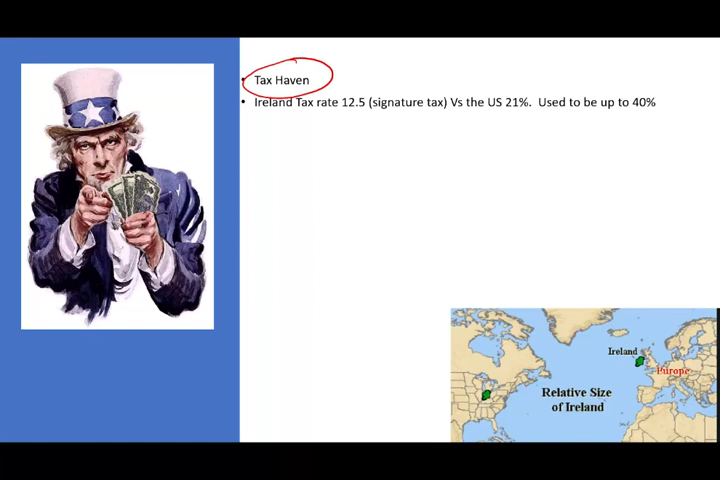 • Tax Haven
• Ireland Tax rate 12.5 (signature tax) Vs the US 21%.  Used to be up to 40%
Ireland
Europe
Relative Size
of Ireland